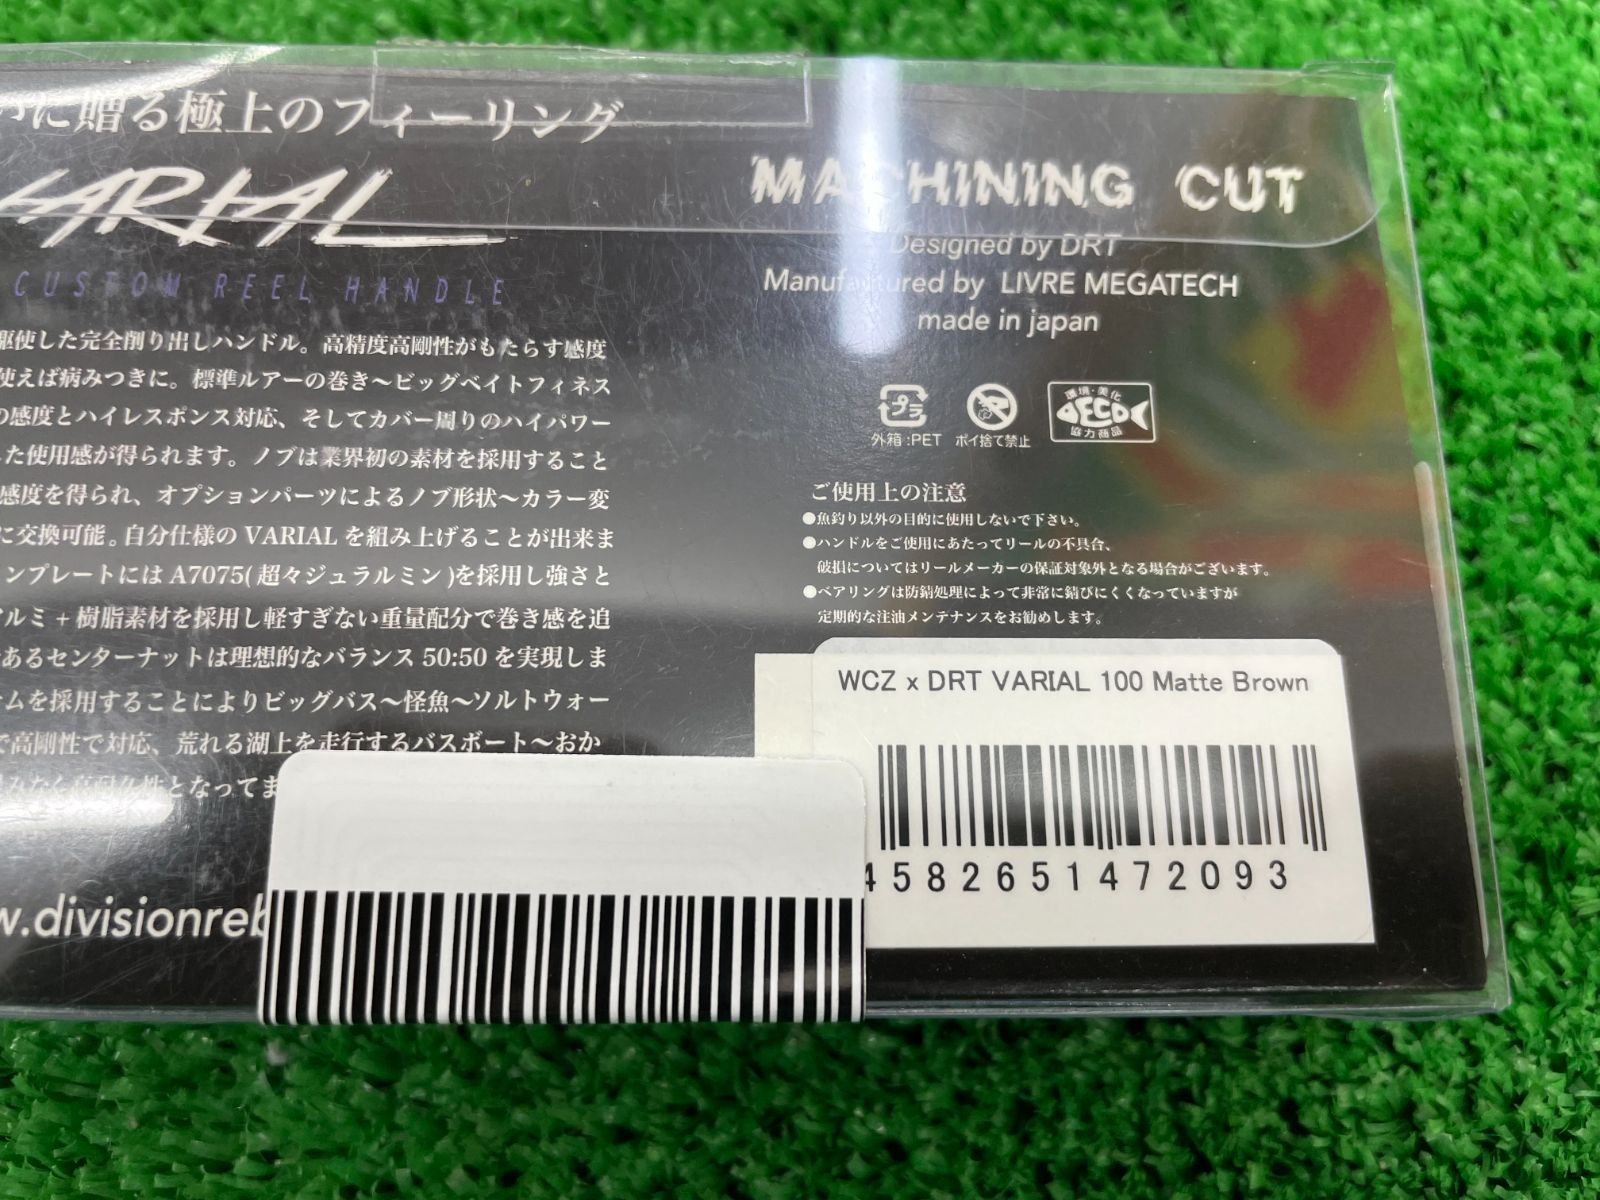 に贈る極上のフィーリング
VARIAL
CUSTOM REEL HANDLE
駆使した完全削り出しハンドル。高精度高剛性がもたらす感度
使えば病みつきに。標準ルアーの巻き～ビッグベイトフィネス
の感度とハイレスポンス対応、そしてカバー周りのハイパワー
した使用感が得られます。ノブは業界初の素材を採用すること
感度を得られ、オプションパーツによるノブ形状～カラー変
に交換可能。自分仕様の VARIAL を組み上げることが出来ま
ンプレートには A7075( 超々ジュラルミン )を採用し強さと
アルミ + 樹脂素材を採用し軽すぎない重量配分で巻き感を追
あるセンターナットは理想的なバランス 50:50 を実現しま
ムを採用することによりビッグバス～怪魚～ソルトウォー
で高剛性で対応、荒れる湖上を走行するバスボート～おか
高耐久性となってま
w.divisionreb
MACHINING CUT
Designed by DRT
Manufactured by LIVRE MEGATECH
made in japan
プラ
環境・美化
ECO
協力商品
外箱:PET
ポイ捨て禁止
ご使用上の注意
●魚釣り以外の目的に使用しないで下さい。
●ハンドルをご使用にあたってリールの不具合、
破損についてはリールメーカーの保証対象外となる場合がございます。
●ベアリングは防錆処理によって非常に錆びにくくなっていますが
定期的な注油メンテナンスをお勧めします。
WCZ x DRT VARIAL 100 Matte Brown
4582651472093